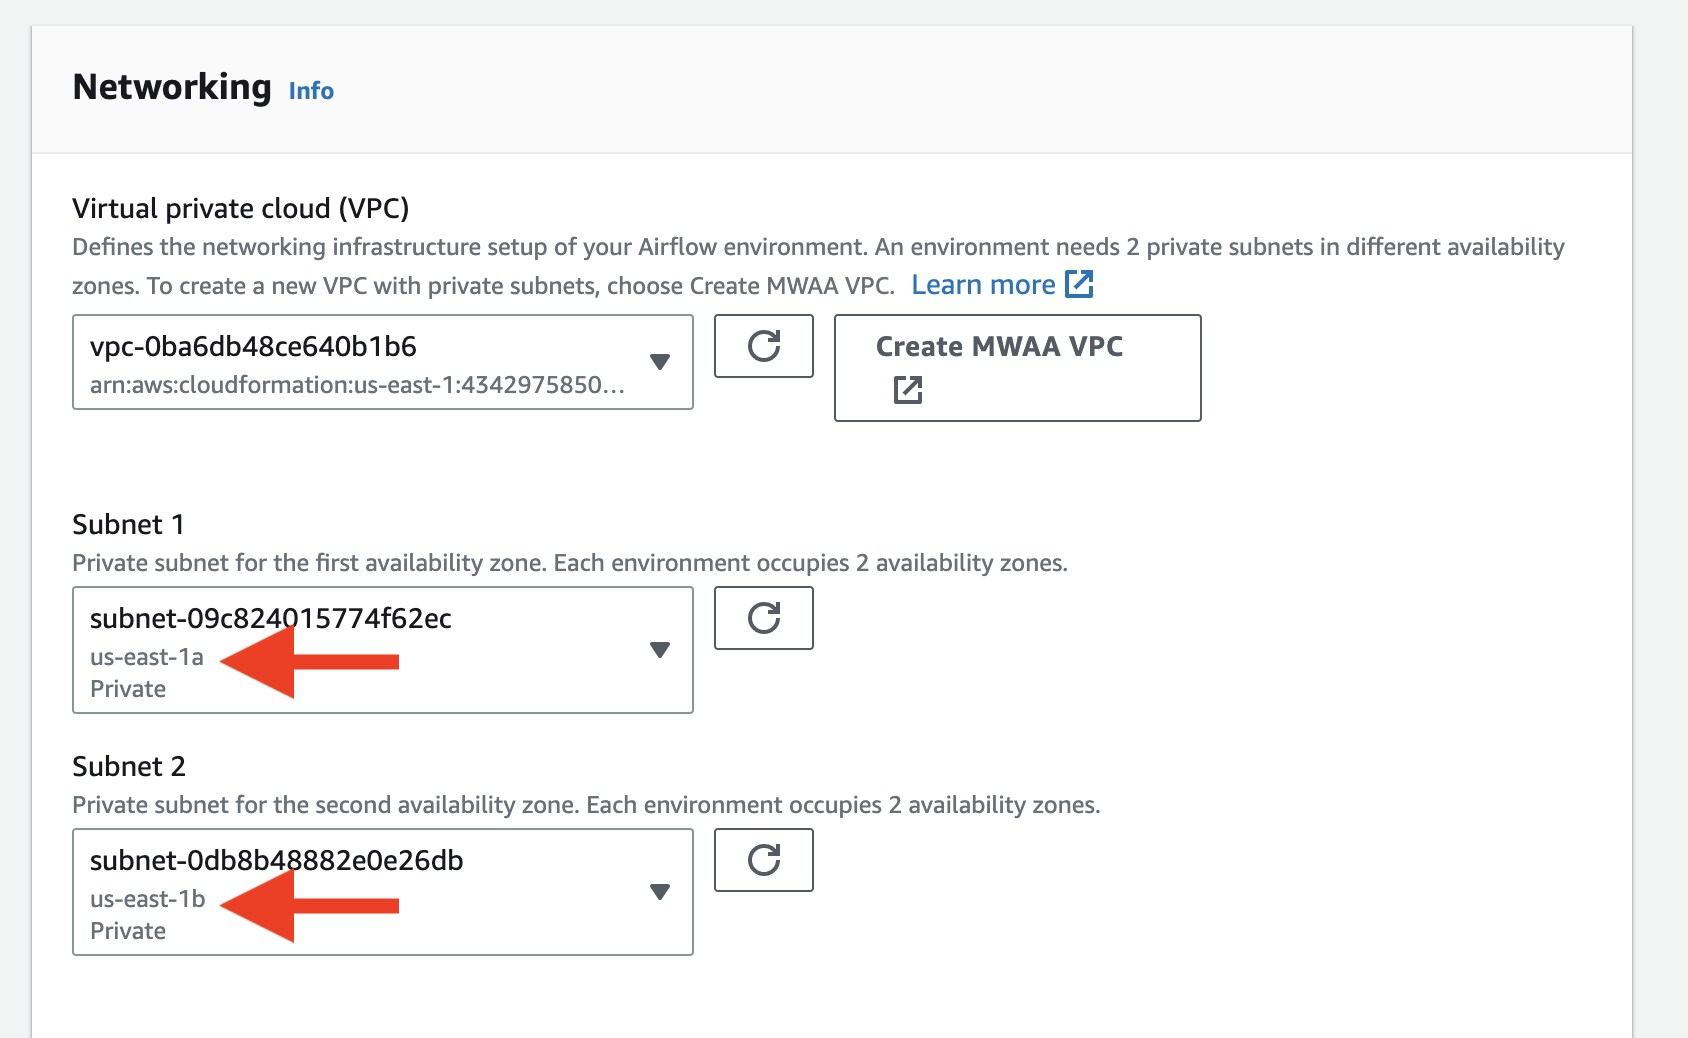 Networking Info
Virtual private cloud (VPC)
Defines the networking infrastructure setup of your Airflow environment. An environment needs 2 private subnets in different availability
zones. To create a new VPC with private subnets, choose Create MWAA VPC. Learn more
vpc-0ba6db48ce640b1b6
arn:aws:cloudformation:us-east-1:4342975850...
Create MWAA VPC
Subnet 1
Private subnet for the first availability zone. Each environment occupies 2 availability zones.
subnet-09c824015774f62ec
us-east-1a
Private
Subnet 2
Private subnet for the second availability zone. Each environment occupies 2 availability zones.
subnet-0db8b48882e0e26db
us-east-1b
Private